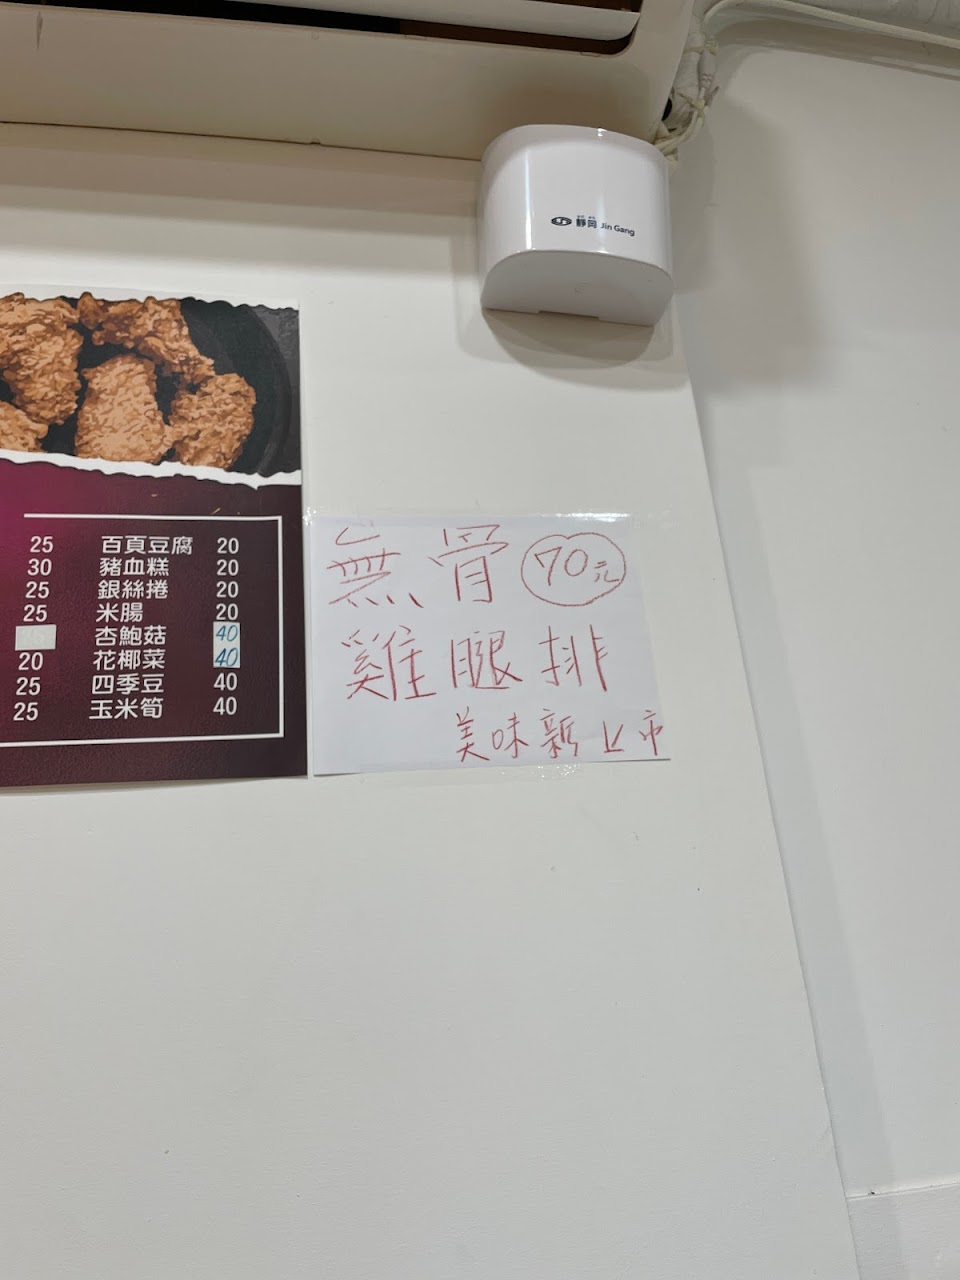 靜岡 Jin Gang
25 百頁豆腐 20
30 豬血糕 20
25 銀絲捲 20
25 米腸 20
杏鮑菇 40
20 花椰菜 40
25 四季豆 40
25 玉米筍 40
無骨 70元
雞腿排
美味新上市